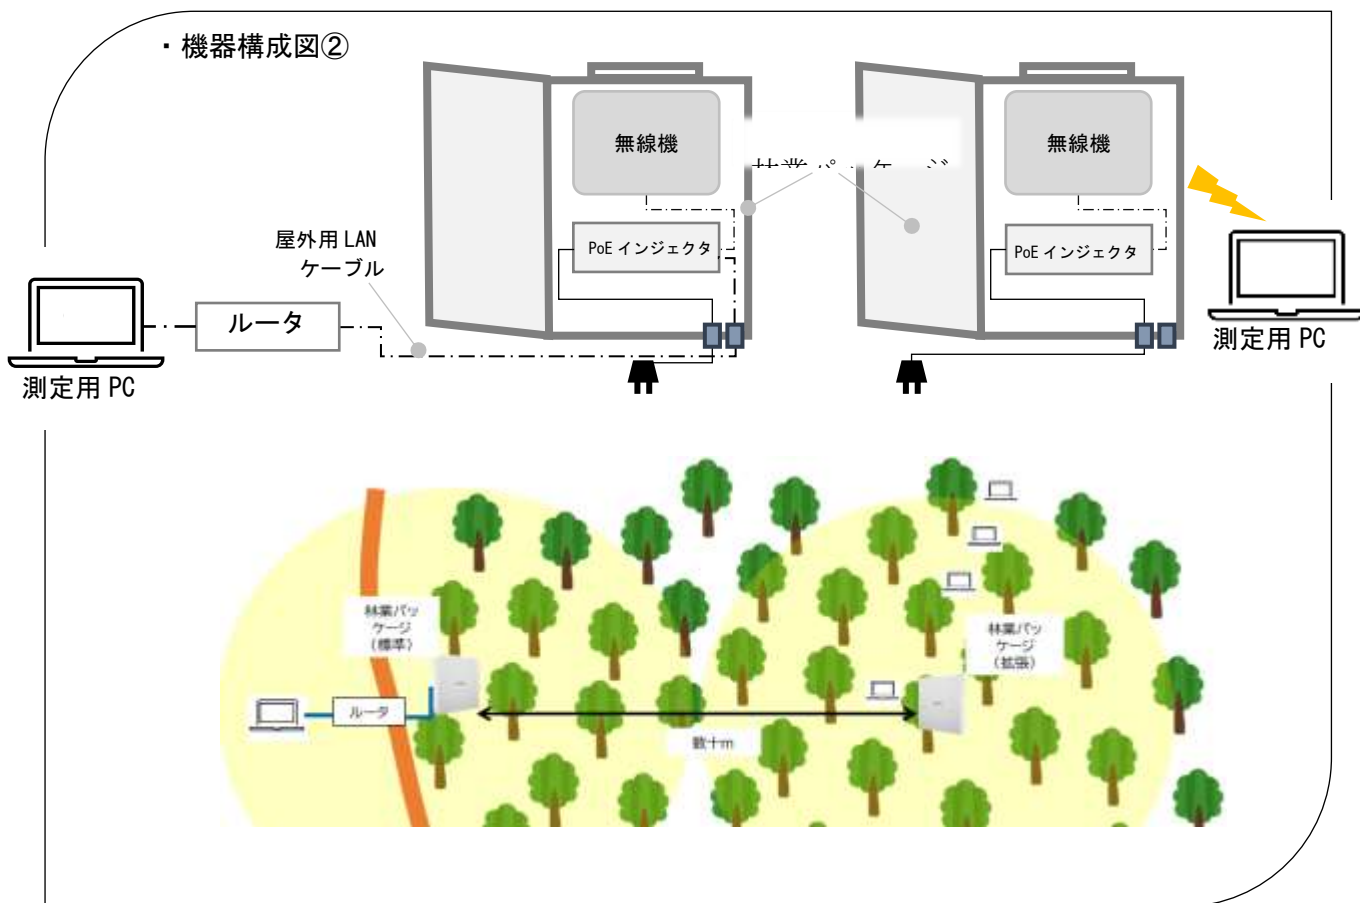 ・機器構成図②
無線機
無線機
屋外用 LAN
ケーブル
PoE インジェクタ
PoE インジェクタ
ルータ
測定用 PC
測定用 PC
林業パッ
ケージ
(標準)
林業パッ
ケージ
(拡張)
ルータ
数十m